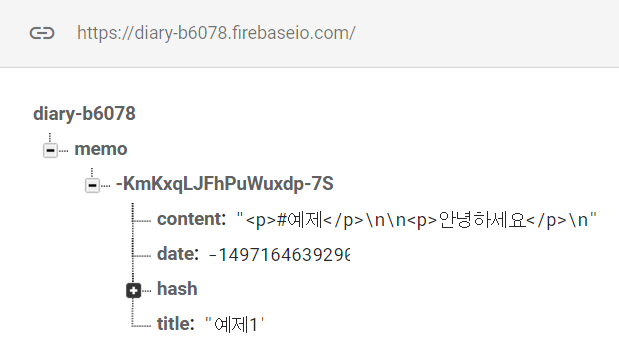 https://diary-b6078.firebaseio.com/
diary-b6078
memo
-KmKxqLJFhPuWuxdp-7S
content: "<p>#예제</p>\n\n<p>안녕하세요</p>\n"
date: -1497164639290
hash
title: "예제1"